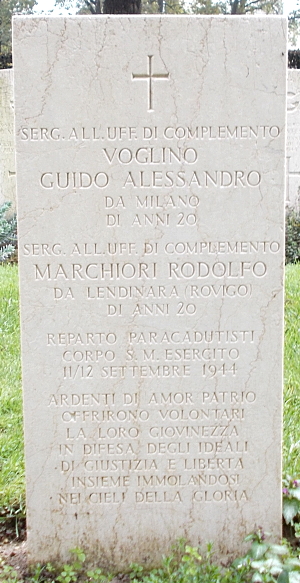 SERG. ALL. UFF. DI COMPLEMENTO
VOGLINO
GUIDO ALESSANDRO
DA MILANO
DI ANNI 20
SERG. ALL. UFF. DI COMPLEMENTO
MARCHIORI RODOLFO
DA LENDINARA (ROVIGO)
DI ANNI 20
REPARTO PARACADUTISTI
CORPO S. M. ESERCITO
11/12 SETTEMBRE 1944
ARDENTI DI AMOR PATRIO
OFFRIRONO VOLONTARI
LA LORO GIOVINEZZA
IN DIFESA DEGLI IDEALI
DI GIUSTIZIA E LIBERTÀ
INSIEME IMMOLANDOSI
NEI CIELI DELLA GLORIA